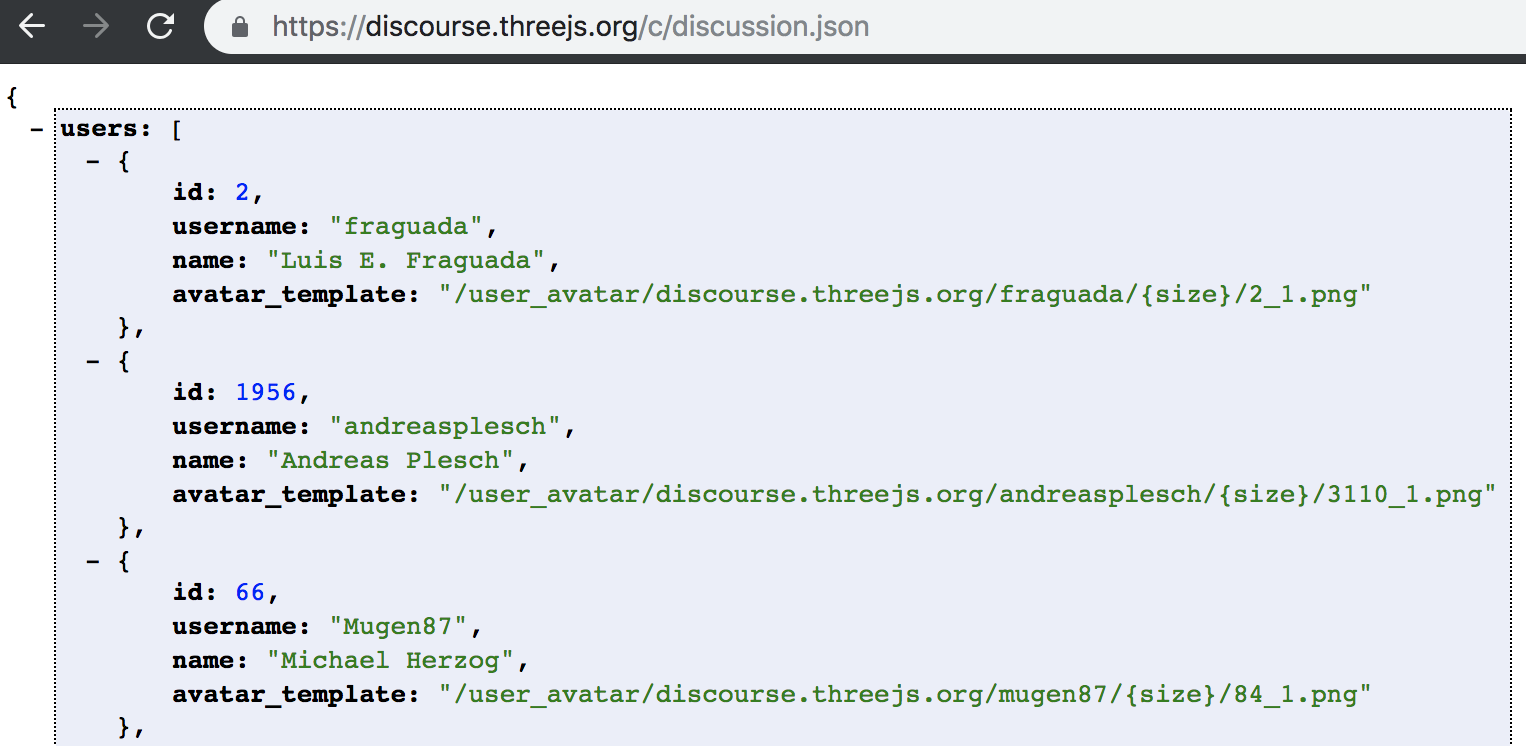 https://discourse.threejs.org/c/discussion.json
{
- users: [
- {
id: 2,
username: "fraguada",
name: "Luis E. Fraguada",
avatar_template: "/user_avatar/discourse.threejs.org/fraguada/{size}/2_1.png"
},
- {
id: 1956,
username: "andreasplesch",
name: "Andreas Plesch",
avatar_template: "/user_avatar/discourse.threejs.org/andreasplesch/{size}/3110_1.png"
},
- {
id: 66,
username: "Mugen87",
name: "Michael Herzog",
avatar_template: "/user_avatar/discourse.threejs.org/mugen87/{size}/84_1.png"
},